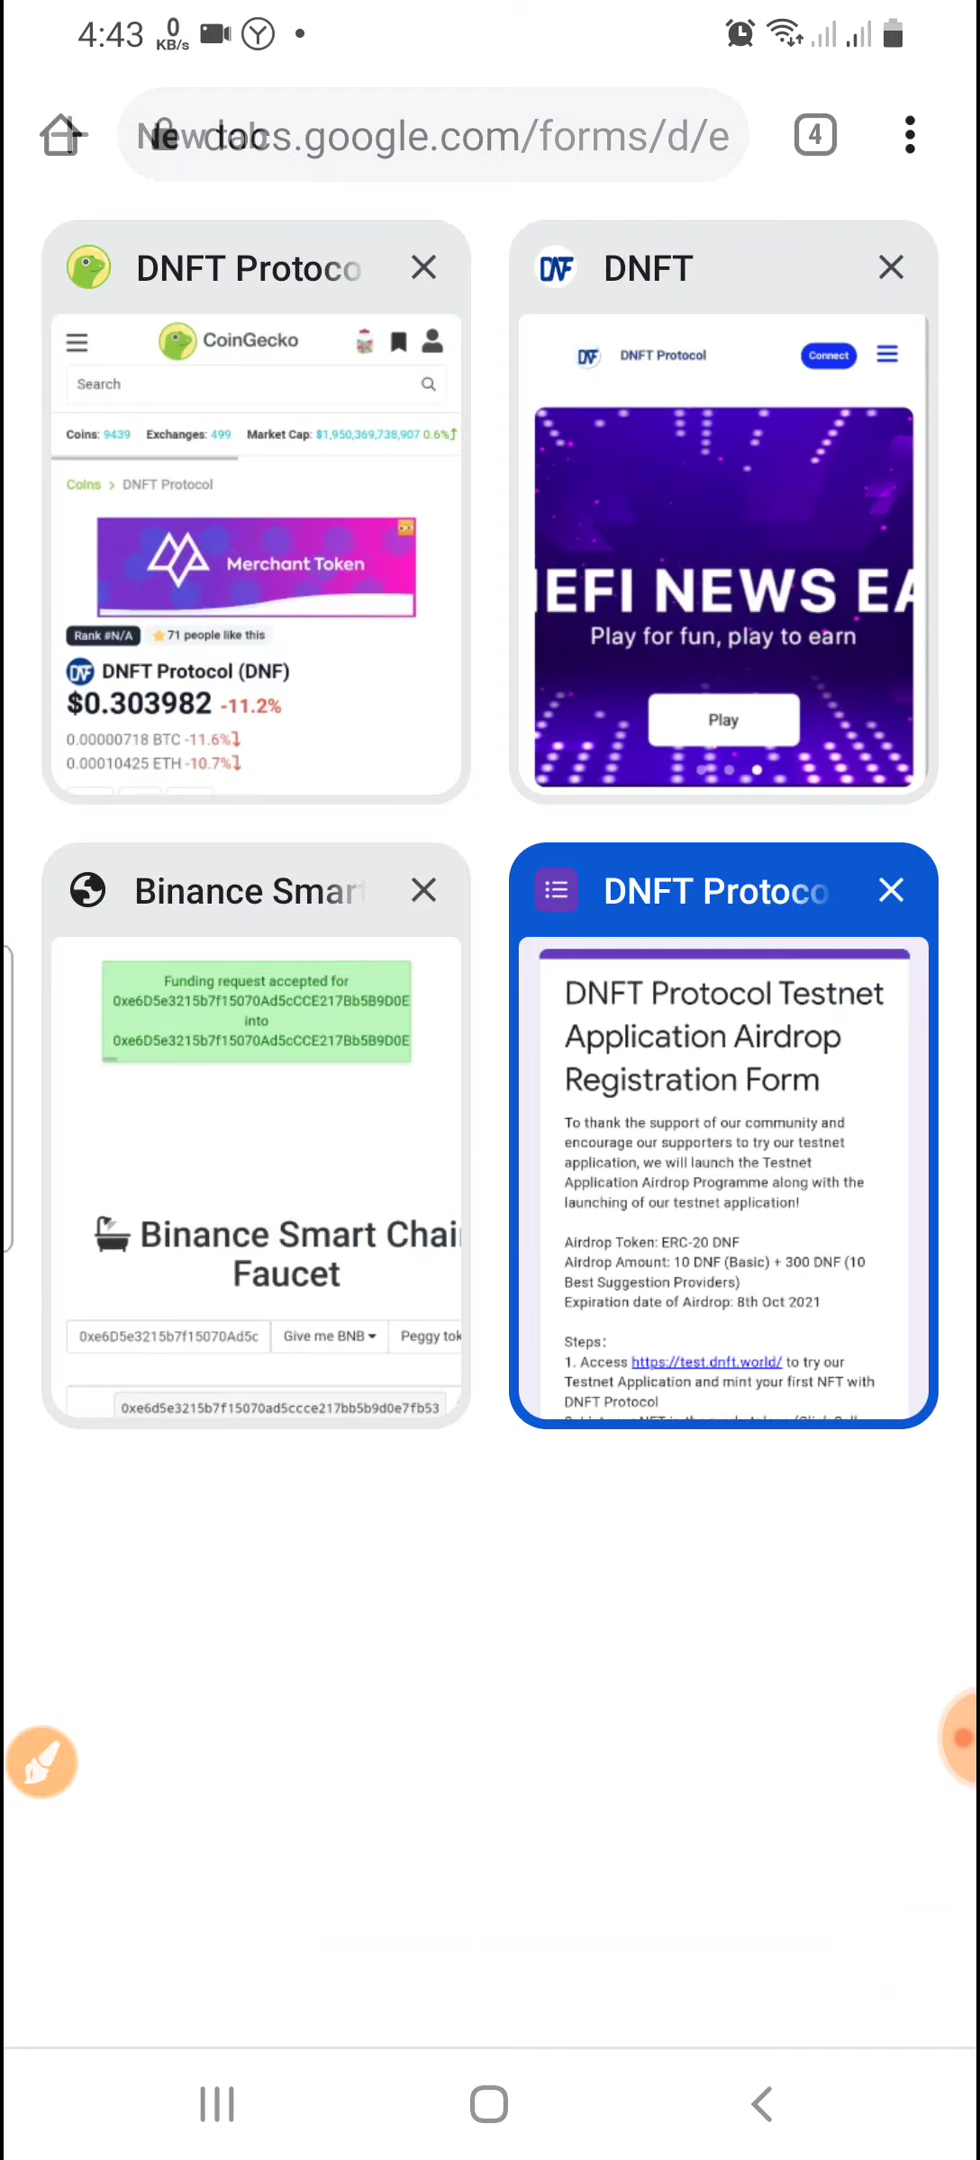 4:43 0 KB/s
docs.google.com/forms/d/e 4
DNFT Protoco
CoinGecko
Search
Coins: 9439 Exchanges: 499 Market Cap: $1,950,369,738,907 0.6%
Coins > DNFT Protocol
Merchant Token
Rank #N/A 71 people like this
DNFT Protocol (DNF)
$0.303982 -11.2%
0.00000718 BTC -11.6%
0.00010425 ETH -10.7%
DNFT
DNF DNFT Protocol Connect
EFI NEWS EA
Play for fun, play to earn
Play
Binance Smar
Funding request accepted for
0xe6D5e3215b7f15070Ad5cCCE217Bb5B9D0E
into
0xe6D5e3215b7f15070Ad5cCCE217Bb5B9D0E
Binance Smart Chai
Faucet
0xe6D5e3215b7f15070Ad5c Give me BNB Peggy tok
0xe6d5e3215b7f15070ad5ccce217bb5b9d0e7fb53
DNFT Protoco
DNFT Protocol Testnet
Application Airdrop
Registration Form
To thank the support of our community and
encourage our supporters to try our testnet
application, we will launch the Testnet
Application Airdrop Programme along with the
launching of our testnet application!
Airdrop Token: ERC-20 DNF
Airdrop Amount: 10 DNF (Basic) + 300 DNF (10
Best Suggestion Providers)
Expiration date of Airdrop: 8th Oct 2021
Steps:
1. Access https://test.dnft.world/ to try our
Testnet Application and mint your first NFT with
DNFT Protocol